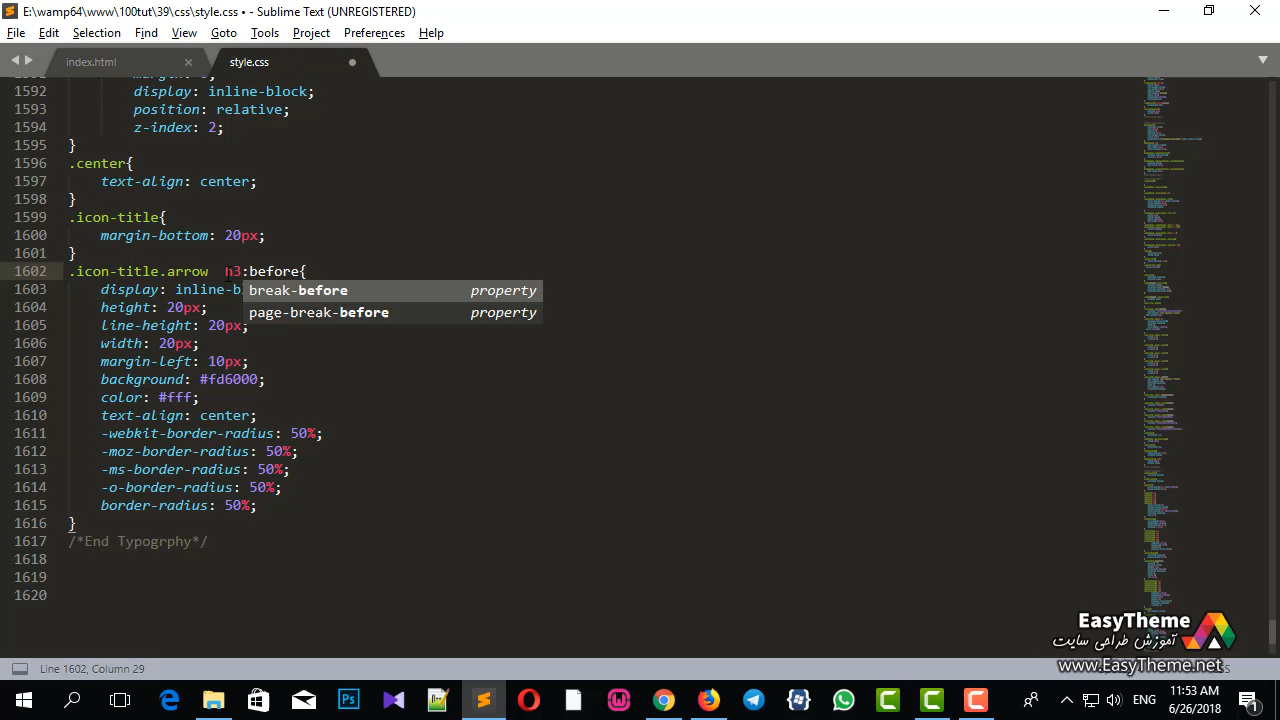 E:\wamp64\www\100tut\39\css\style.css • - Sublime Text (UNREGISTERED)
File Edit Selection Find View Goto Tools Project Preferences Help
index.html style.css
1592 display: inline-block;
1593 position: relative;
1594 z-index: 2;
1595 }
1596 .center{
1597 text-align: center;
1598 }
1599 .icon-title{
1600 margin-bottom: 20px;
1601 }
1602 .icon-title.arrow h3:before{
1603 display: inline-b
break-before property
1604 height: 20px;
page-break-before property
1605 line-height: 20px;
1606 width: 20px;
1607 margin-left: 10px;
1608 background: #fd6000;
1609 color: #fff;
1610 text-align: center;
1611 -webkit-border-radius: 50%;
1612 -moz-border-radius: 50%;
1613 -ms-border-radius: 50%;
1614 -o-border-radius: 50%;
1615 border-radius: 50%;
1616 }
1617 /*End Typogrphy*/
1618
1619
1620
EasyTheme
آموزش طراحی سایت
www.EasyTheme.net
Line 1602, Column 29
ENG
11:53 AM
6/26/2018
1